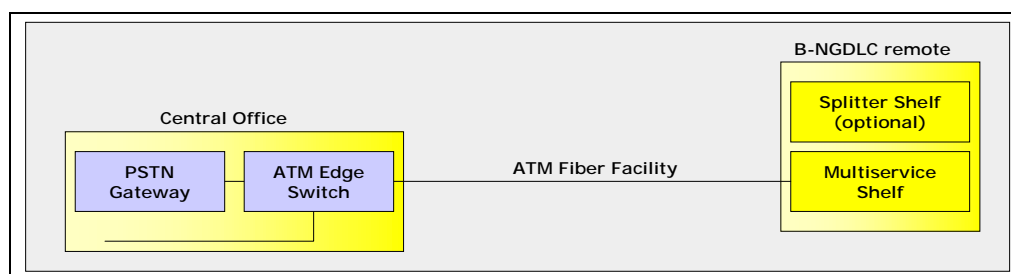 B-NGDLC remote
Splitter Shelf
(optional)
Central Office
PSTN
Gateway
ATM Edge
Switch
ATM Fiber Facility
Multiservice
Shelf